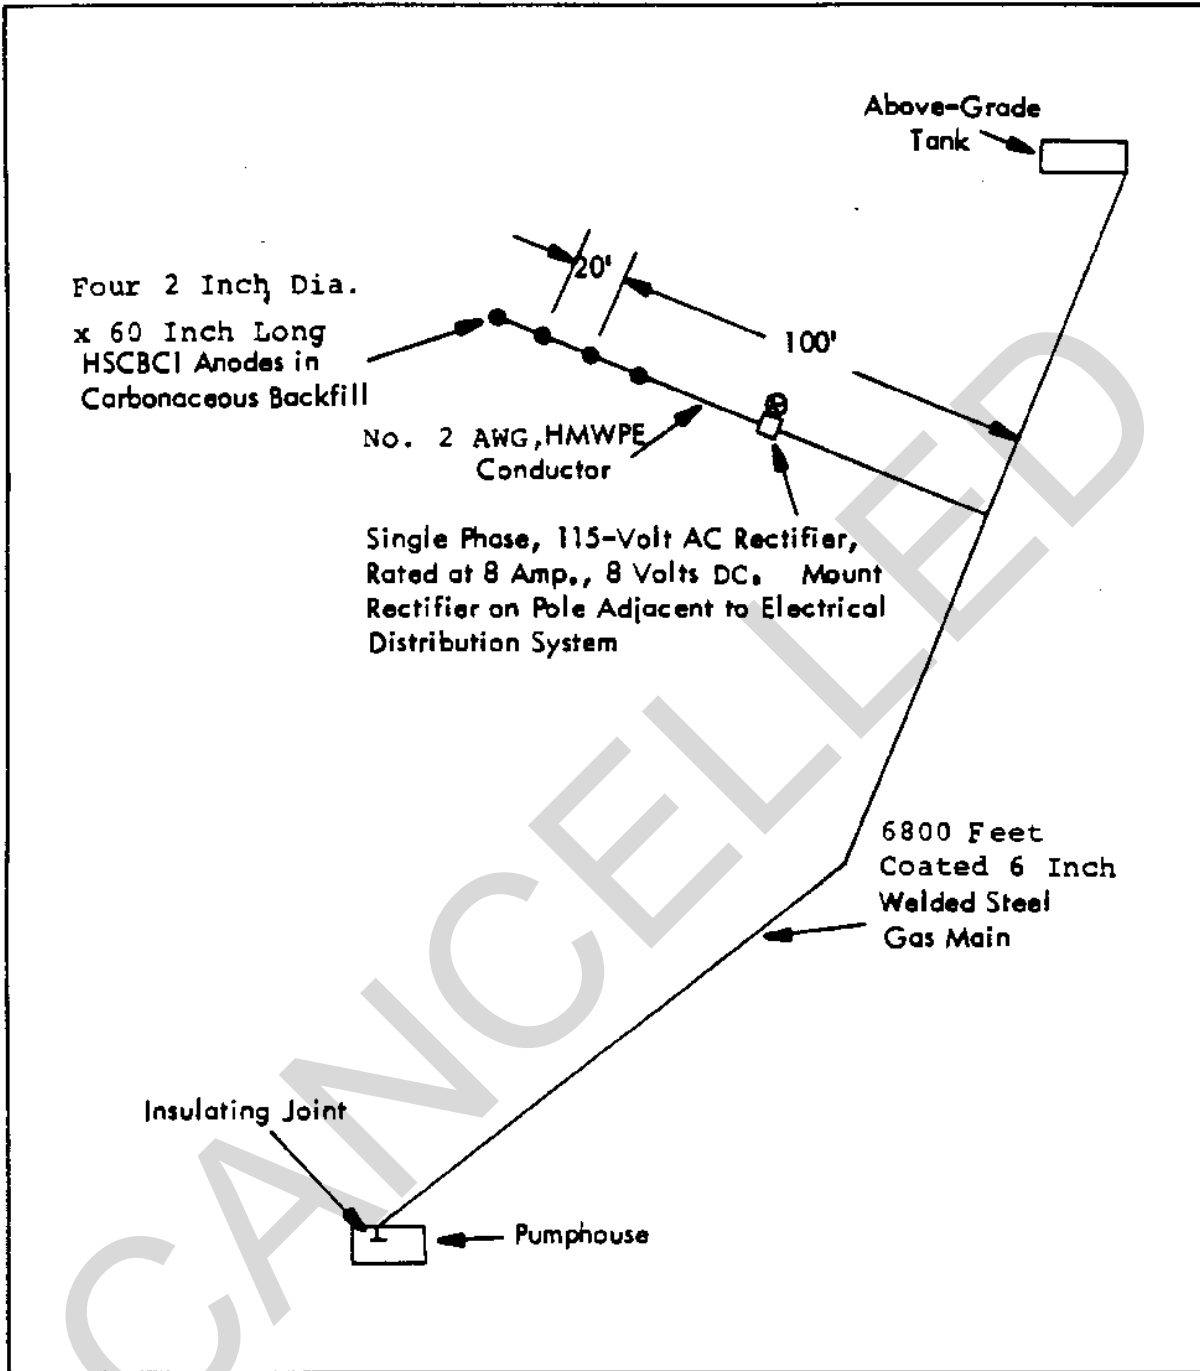 Above-Grade
Tank
20'
100'
Four 2 Inch Dia.
x 60 Inch Long
HSCBCI Anodes in
Carbonaceous Backfill
No. 2 AWG,HMWPE
Conductor
Single Phase, 115-Volt AC Rectifier,
Rated at 8 Amp., 8 Volts DC. Mount
Rectifier on Pole Adjacent to Electrical
Distribution System
6800 Feet
Coated 6 Inch
Welded Steel
Gas Main
Insulating Joint
Pumphouse
CANCELLED